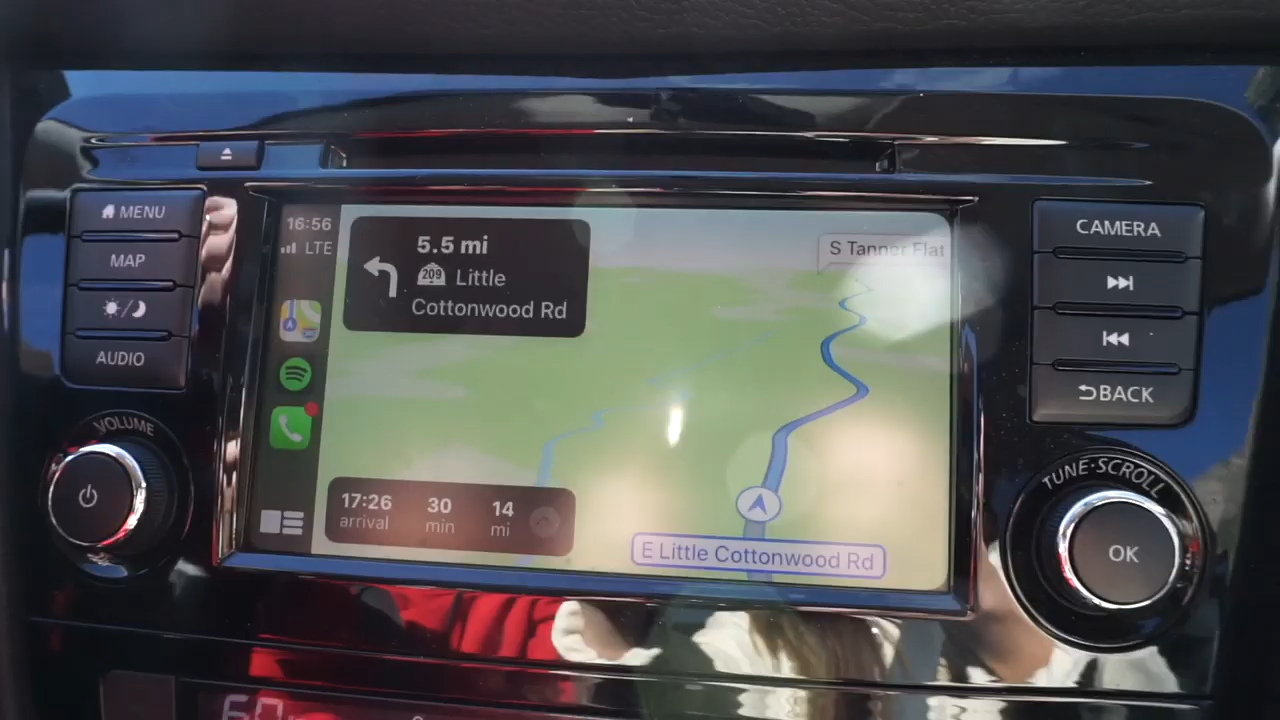 MENU
MAP
AUDIO
VOLUME
16:56
LTE
5.5 mi
209 Little
Cottonwood Rd
S Tanner Flat
17:26 30 14
arrival min mi
E Little Cottonwood Rd
CAMERA
BACK
TUNE·SCROLL
OK
60